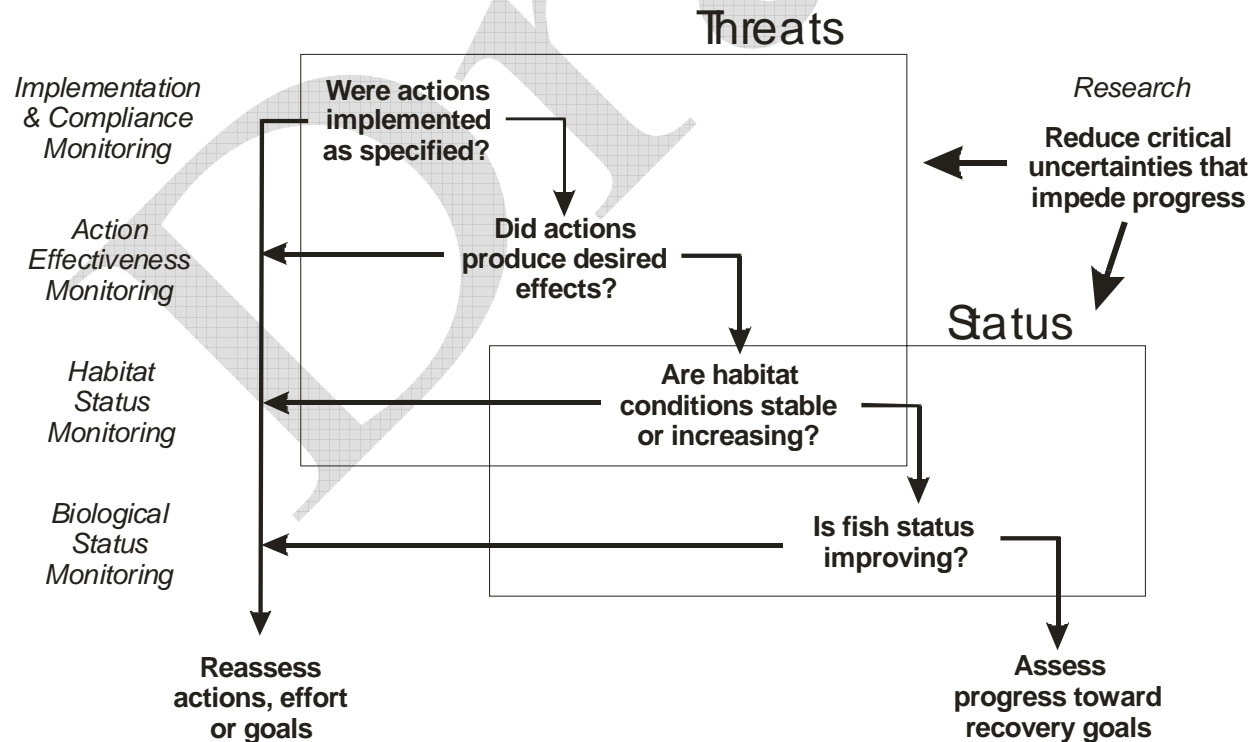 Threats
Implementation
& Compliance
Monitoring
Were actions
implemented
as specified?
Research
Reduce critical
uncertainties that
impede progress
Action
Effectiveness
Monitoring
Did actions
produce desired
effects?
Status
Habitat
Status
Monitoring
Are habitat
conditions stable
or increasing?
Biological
Status
Monitoring
Is fish status
improving?
Reassess
actions, effort
or goals
Assess
progress toward
recovery goals